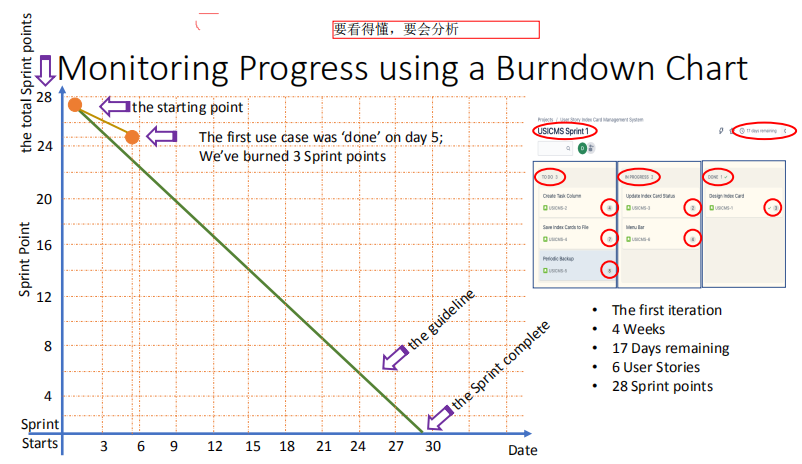 要看得懂，要会分析
Monitoring Progress using a Burndown Chart
the total Sprint points
28
24
20
16
12
8
4
Sprint Point
the starting point
The first use case was ‘done’ on day 5;
We’ve burned 3 Sprint points
the guideline
the Sprint complete
Sprint
Starts
3
6
9
12
15
18
21
24
27
30
Date
Projects / User Story Index Card Management System
USICMS Sprint 1
17 days remaining
TO DO 3
IN PROGRESS 2
DONE 1
Create Task Column
USICMS-2
4
Update Index Card Status
USICMS-3
2
Design Index Card
USICMS-1
3
Save Index Cards to File
USICMS-4
7
Menu Bar
USICMS-6
Periodic Backup
USICMS-5
• The first iteration
• 4 Weeks
• 17 Days remaining
• 6 User Stories
• 28 Sprint points